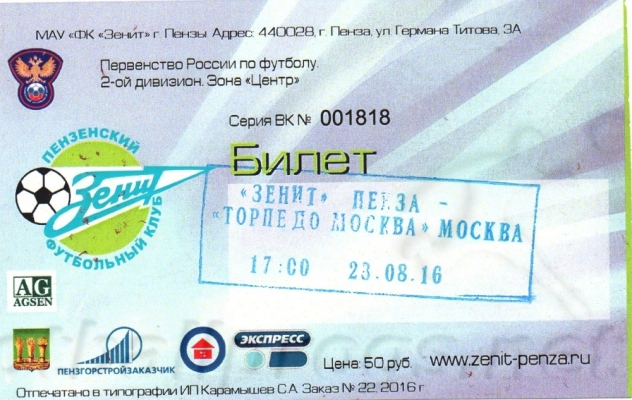 МАУ «ФК «Зенит» г. Пензы. Адрес: 440028, г. Пенза, ул. Германа Титова, 3А
Первенство России по футболу.
2-ой дивизион. Зона «Центр»
Серия ВК № 001818
Билет
ПЕНЗЕНСКИЙ
Зенит
ФУТБОЛЬНЫЙ КЛУБ
«ЗЕНИТ» ПЕНЗА -
«ТОРПЕДО МОСКВА» МОСКВА
17:00 23.08.16
AG
AGSEN
ПЕНЗГОРСТРОЙЗАКАЗЧИК
ЭКСПРЕСС
Цена: 50 руб. www.zenit-penza.ru
Отпечатано в типографии ИП Карамышев С.А. Заказ № 22, 2016 г.